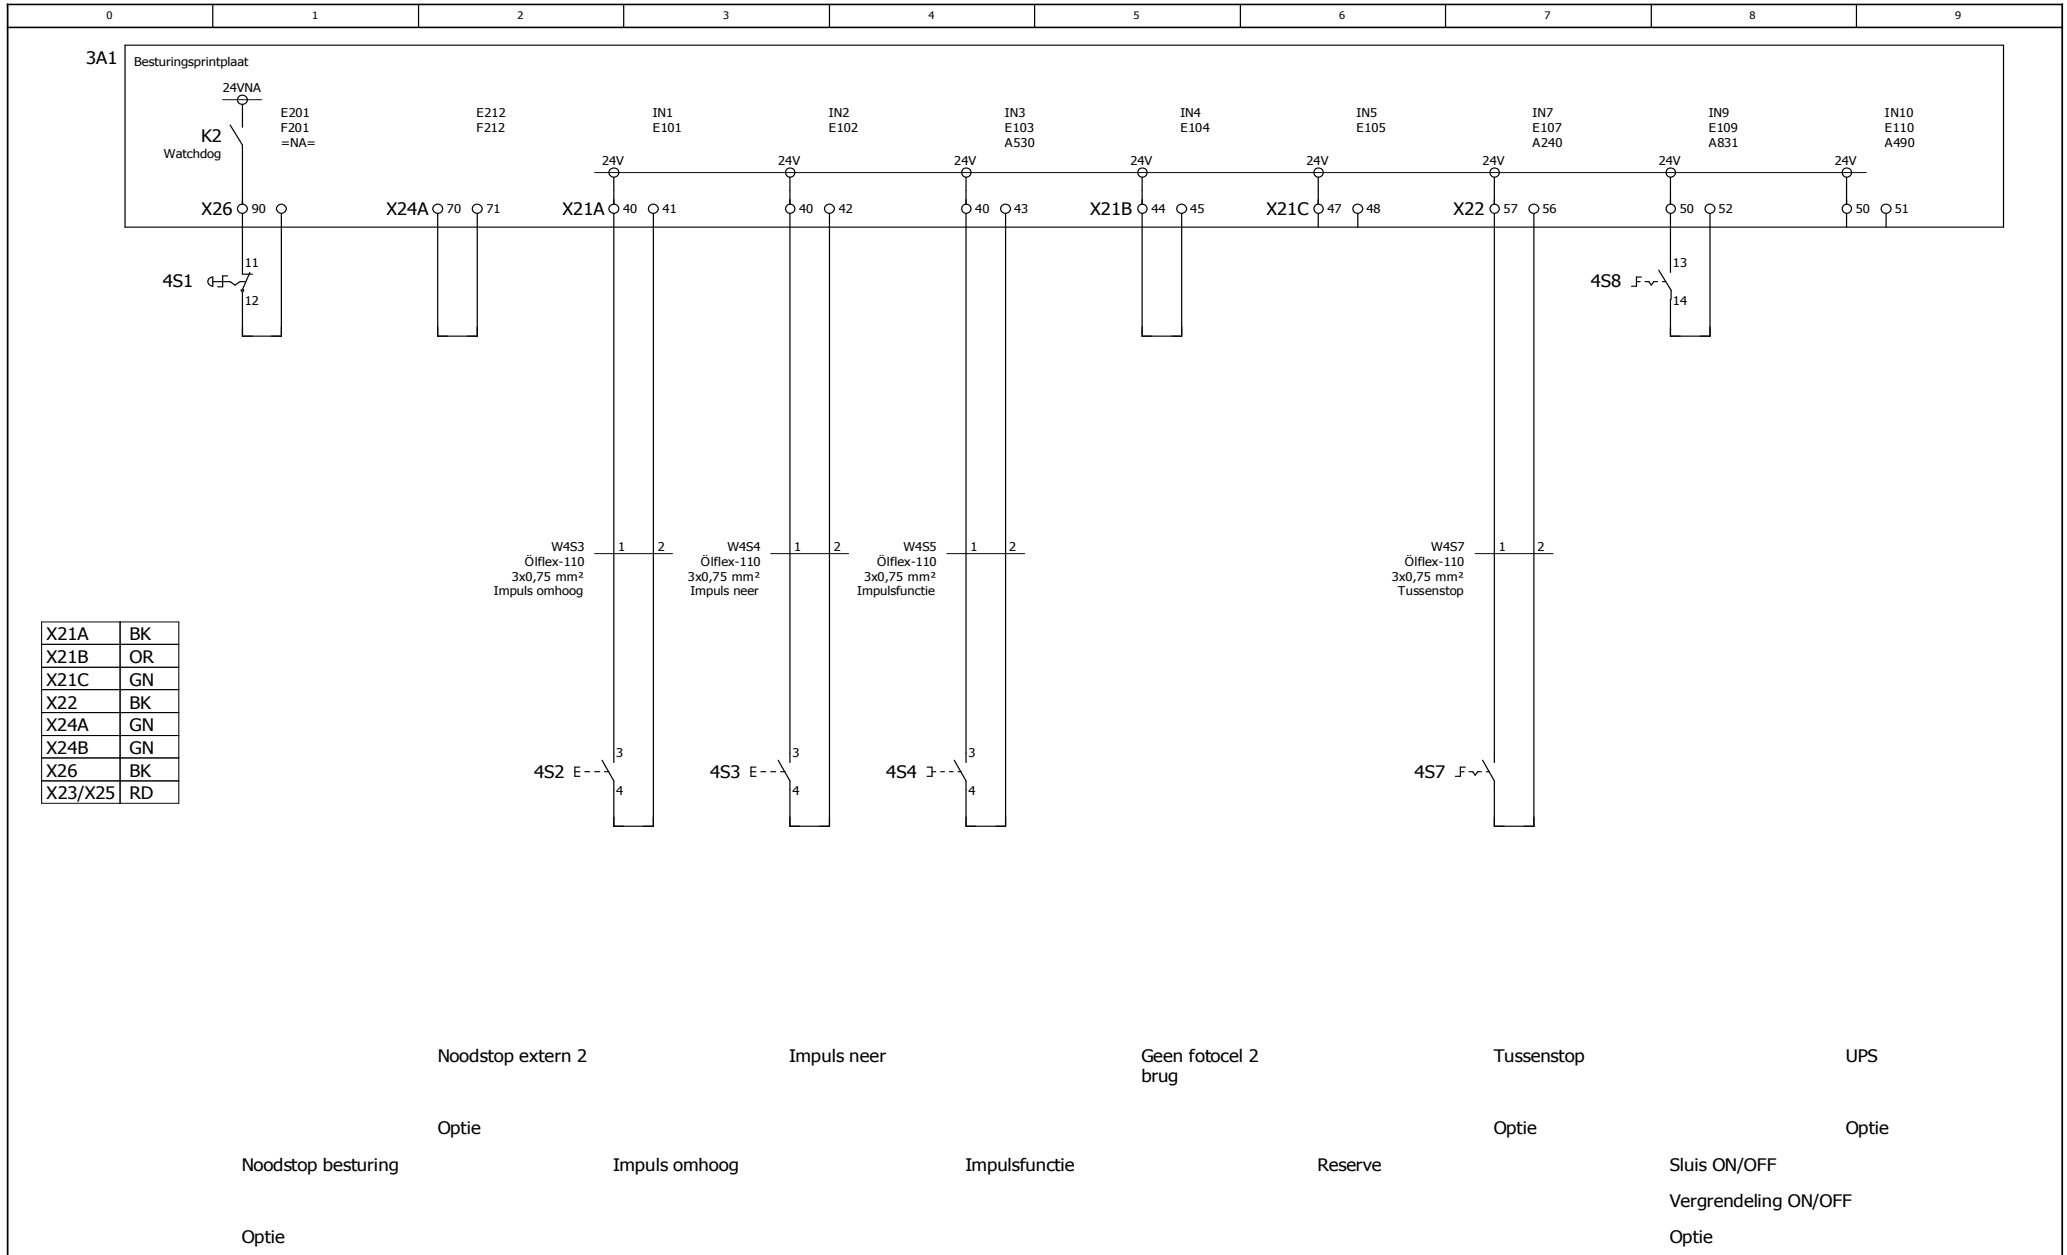 0 1 2 3 4 5 6 7 8 9
3A1
Besturingsprintplaat
24VNA
K2
Watchdog
E201
F201
=NA=
E212
F212
IN1
E101
IN2
E102
IN3
E103
A530
IN4
E104
IN5
E105
IN7
E107
A240
IN9
E109
A831
IN10
E110
A490
24V 24V 24V 24V 24V 24V 24V 24V
X26 90 X24A 70 71 X21A 40 41 40 42 40 43 X21B 44 45 X21C 47 48 X22 57 56 50 52 50 51
4S1
11
12
4S8
13
14
W4S3
Ölflex-110
3x0,75 mm²
Impuls omhoog
1 2
W4S4
Ölflex-110
3x0,75 mm²
Impuls neer
1 2
W4S5
Ölflex-110
3x0,75 mm²
Impulsfunctie
1 2
W4S7
Ölflex-110
3x0,75 mm²
Tussenstop
1 2
X21A BK
X21B OR
X21C GN
X22 BK
X24A GN
X24B GN
X26 BK
X23/X25 RD
4S2
3
4
4S3
3
4
4S4
3
4
4S7
Noodstop extern 2
Impuls neer
Geen fotocel 2
brug
Tussenstop
UPS
Optie
Optie
Optie
Noodstop besturing
Impuls omhoog
Impulsfunctie
Reserve
Sluis ON/OFF
Vergrendeling ON/OFF
Optie
Optie